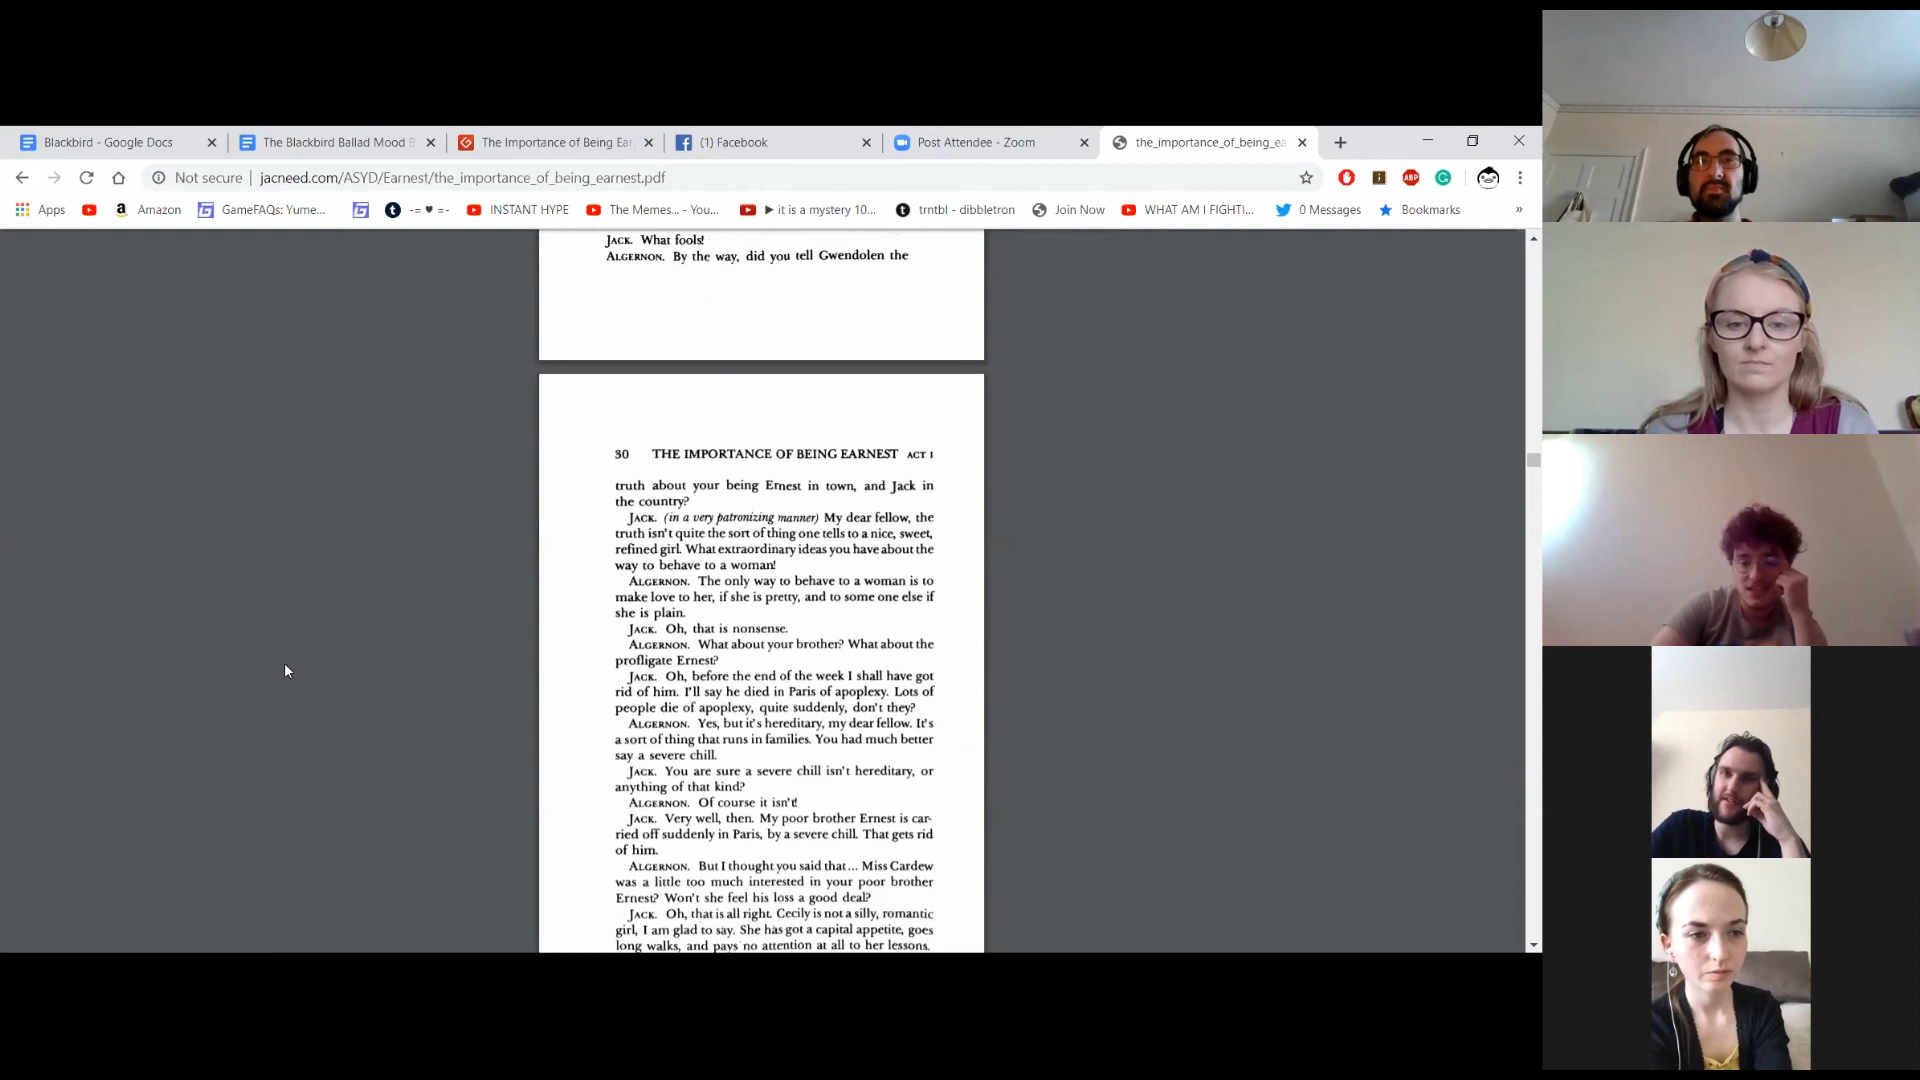 Blackbird - Google Docs
The Blackbird Ballad Mood B
The Importance of Being Ear
(1) Facebook
Post Attendee - Zoom
the_importance_of_being_ea
Not secure | jacneed.com/ASYD/Earnest/the_importance_of_being_earnest.pdf
ABP
Apps
Amazon
GameFAQs: Yume...
-= ♥ =-
INSTANT HYPE
The Memes... - You...
▶ it is a mystery 10...
trntbl - dibbletron
Join Now
WHAT AM I FIGHTI...
0 Messages
Bookmarks
»
JACK. What fools!
ALGERNON. By the way, did you tell Gwendolen the
30 THE IMPORTANCE OF BEING EARNEST ACT I
truth about your being Ernest in town, and Jack in
the country?
JACK. (in a very patronizing manner) My dear fellow, the
truth isn't quite the sort of thing one tells to a nice, sweet,
refined girl. What extraordinary ideas you have about the
way to behave to a woman!
ALGERNON. The only way to behave to a woman is to
make love to her, if she is pretty, and to some one else if
she is plain.
JACK. Oh, that is nonsense.
ALGERNON. What about your brother? What about the
profligate Ernest?
JACK. Oh, before the end of the week I shall have got
rid of him. I'll say he died in Paris of apoplexy. Lots of
people die of apoplexy, quite suddenly, don't they?
ALGERNON. Yes, but it's hereditary, my dear fellow. It's
a sort of thing that runs in families. You had much better
say a severe chill.
JACK. You are sure a severe chill isn't hereditary, or
anything of that kind?
ALGERNON. Of course it isn't!
JACK. Very well, then. My poor brother Ernest is car-
ried off suddenly in Paris, by a severe chill. That gets rid
of him.
ALGERNON. But I thought you said that... Miss Cardew
was a little too much interested in your poor brother
Ernest? Won't she feel his loss a good deal?
JACK. Oh, that is all right. Cecily is not a silly, romantic
girl, I am glad to say. She has got a capital appetite, goes
long walks, and pays no attention at all to her lessons.